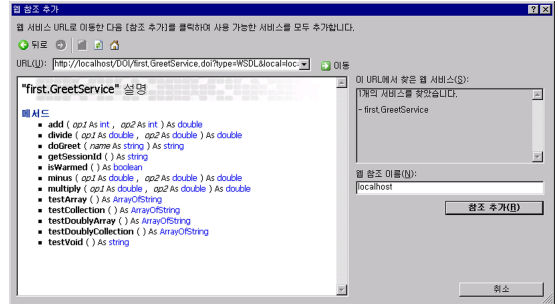 웹 참조 추가
웹 서비스 URL로 이동한 다음 [참조 추가]를 클릭하여 사용 가능한 서비스를 모두 추가합니다.
뒤로
URL(U): http://localhost/DOI/first.GreetService.doi?type=WSDL&local=loc 이동
"first.GreetService" 설명
메서드
add ( op1 As int , op2 As int ) As double
divide ( op1 As double , op2 As double ) As double
doGreet ( name As string ) As string
getSessionId ( ) As string
isWarmed ( ) As boolean
minus ( op1 As double , op2 As double ) As double
multiply ( op1 As double , op2 As double ) As double
testArray ( ) As ArrayOfString
testCollection ( ) As ArrayOfString
testDoublyArray ( ) As ArrayOfString
testDoublyCollection ( ) As ArrayOfString
testVoid ( ) As string
이 URL에서 찾은 웹 서비스(S):
1개의 서비스를 찾았습니다.
- first.GreetService
웹 참조 이름(N):
localhost
참조 추가(R)
취소